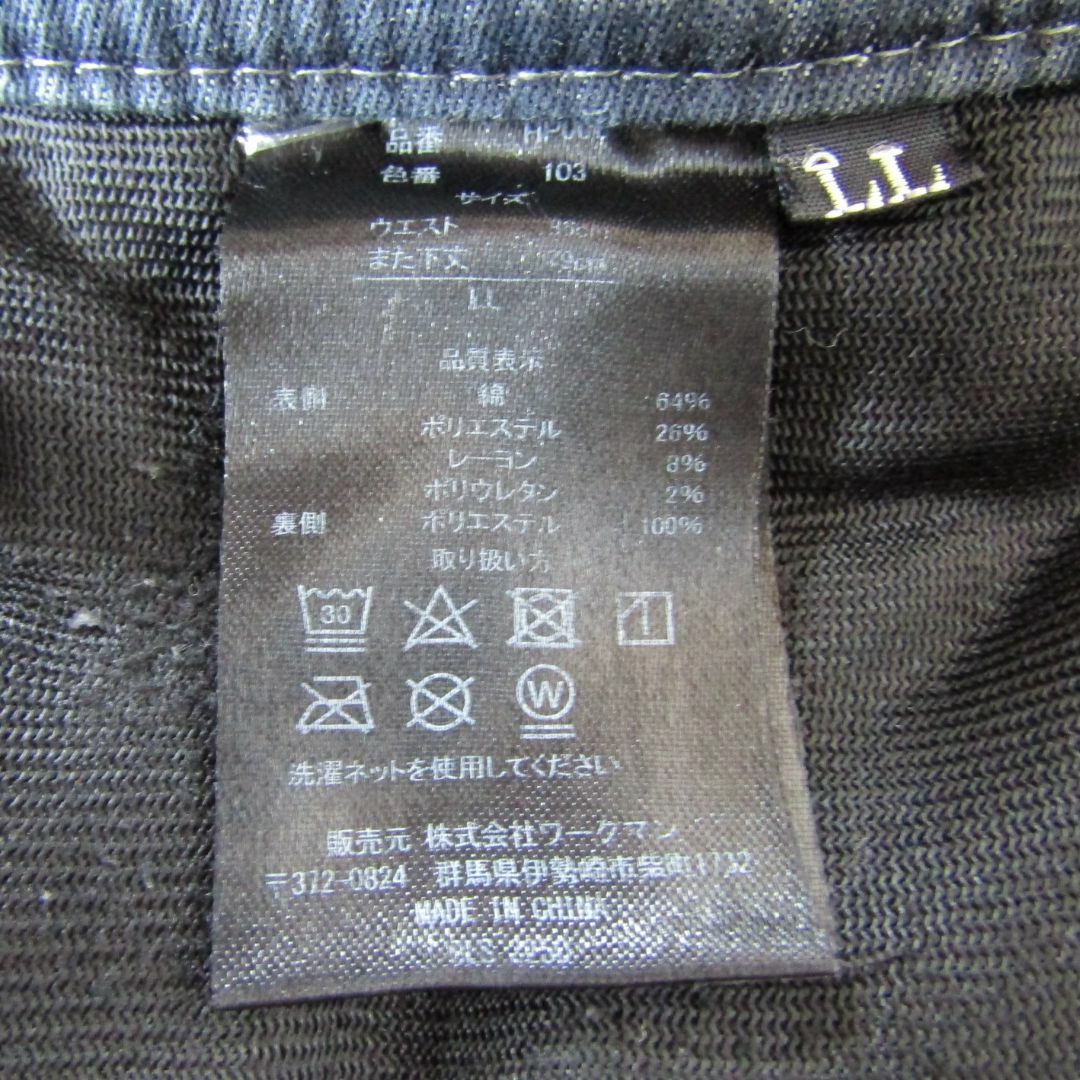 品番
色番 103
LL
サイズ
ウエスト
また下丈
LL
品質表示
表側 綿 64%
ポリエステル 26%
レーヨン 8%
ポリウレタン 2%
裏側 ポリエステル 100%
取り扱い方
30
W
洗濯ネットを使用してください
販売元 株式会社ワークマン
〒372-0824 群馬県伊勢崎市柴町1732
MADE IN CHINA